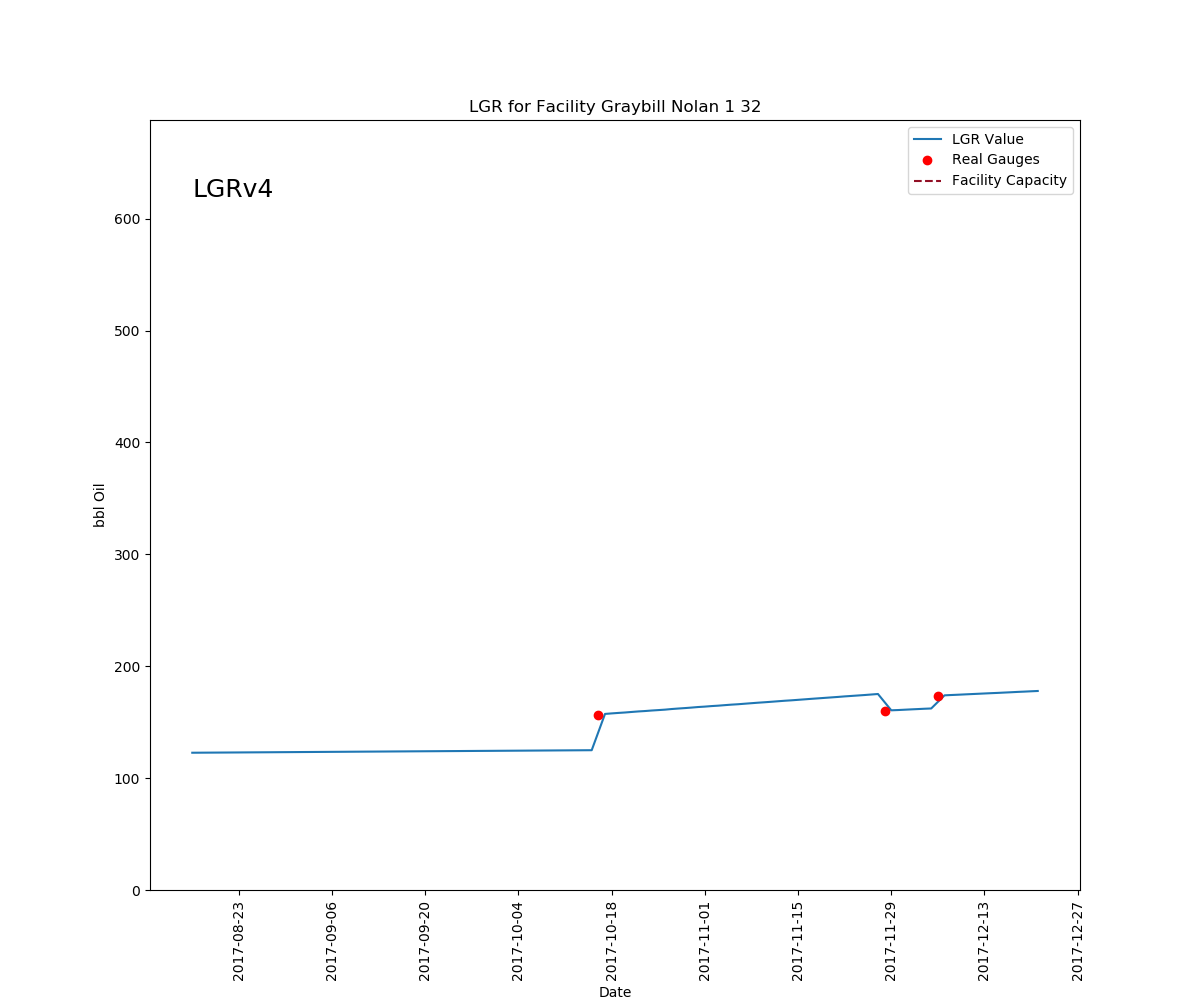 LGR for Facility Graybill Nolan 1 32
LGR Value
Real Gauges
Facility Capacity
LGRv4
600
500
400
300
200
100
0
bbl Oil
2017-08-23
2017-09-06
2017-09-20
2017-10-04
2017-10-18
2017-11-01
2017-11-15
2017-11-29
2017-12-13
2017-12-27
Date